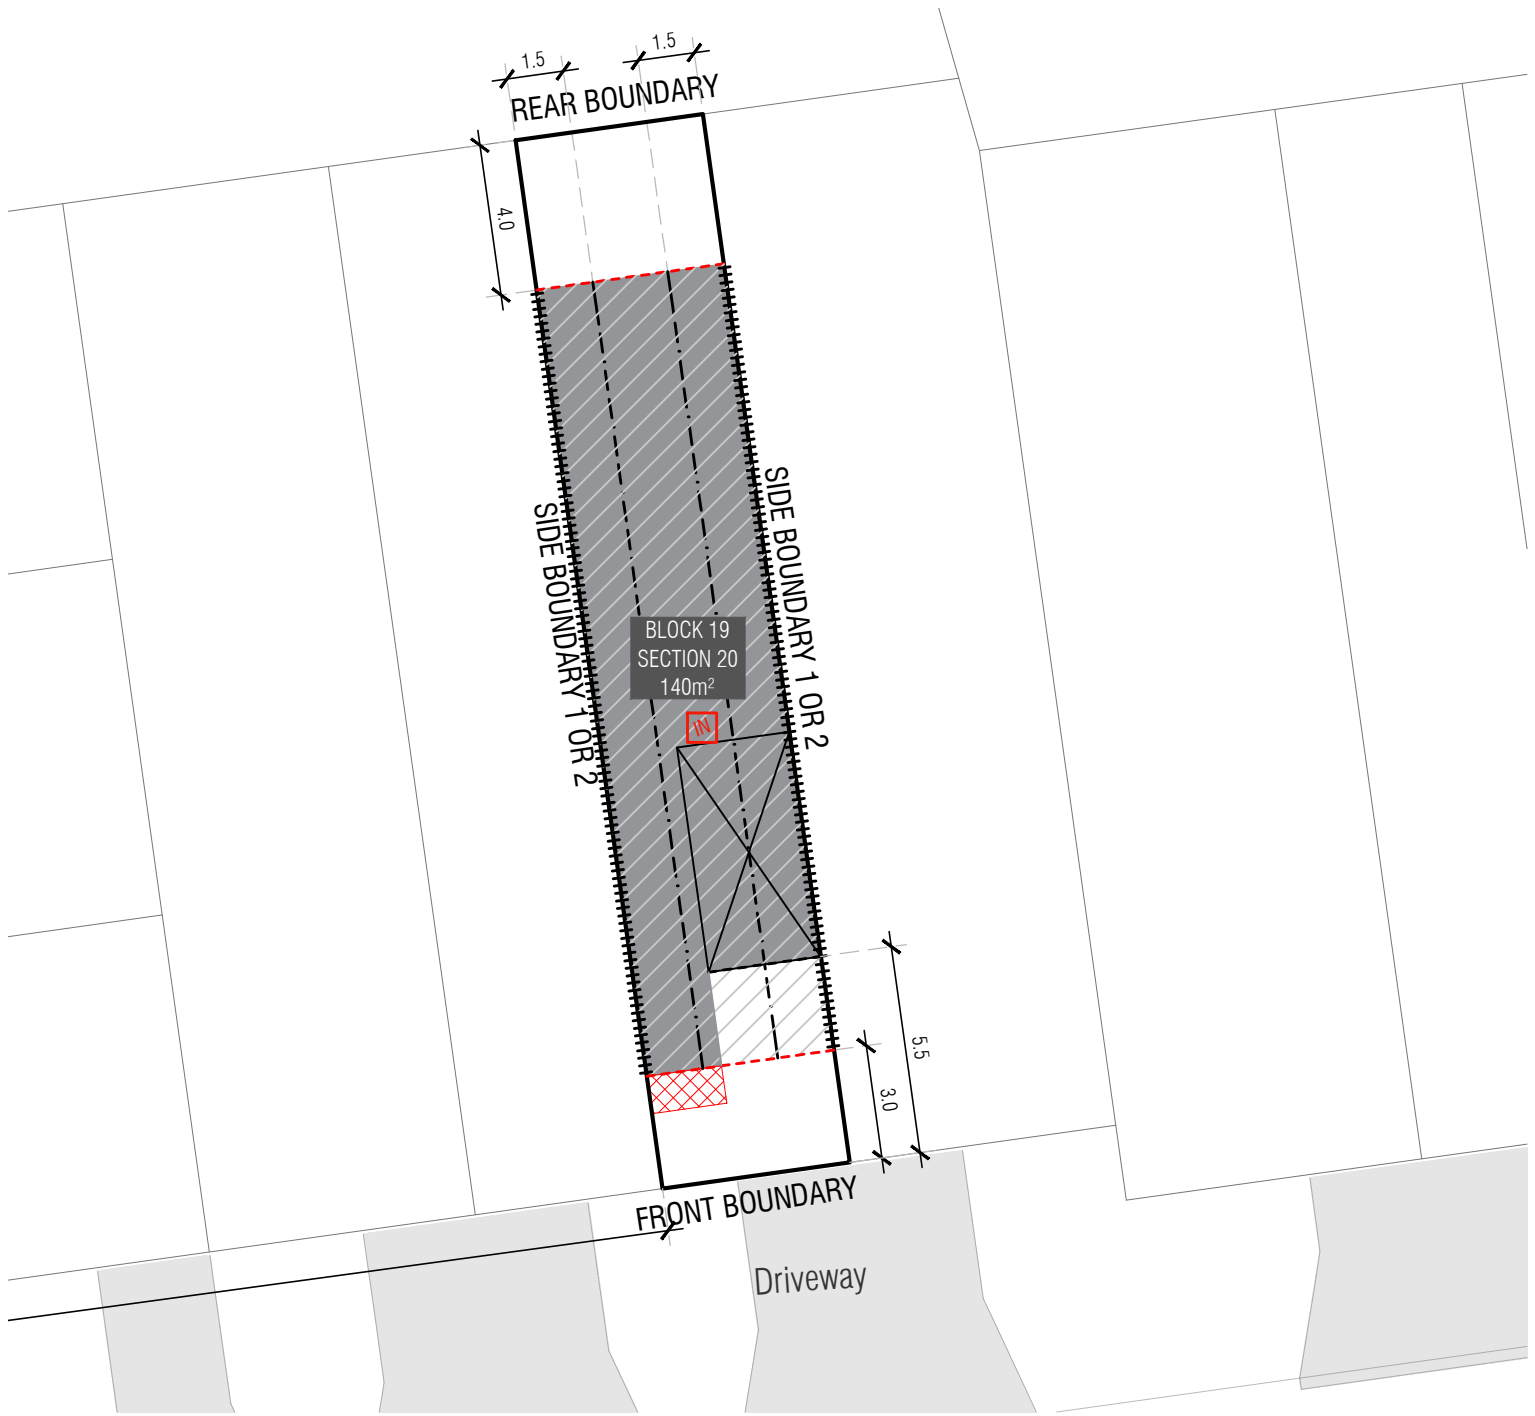 1.5
1.5
REAR BOUNDARY
4.0
SIDE BOUNDARY 1 OR 2
SIDE BOUNDARY 1 OR 2
BLOCK 19
SECTION 20
140m²
IN
5.5
3.0
FRONT BOUNDARY
Driveway